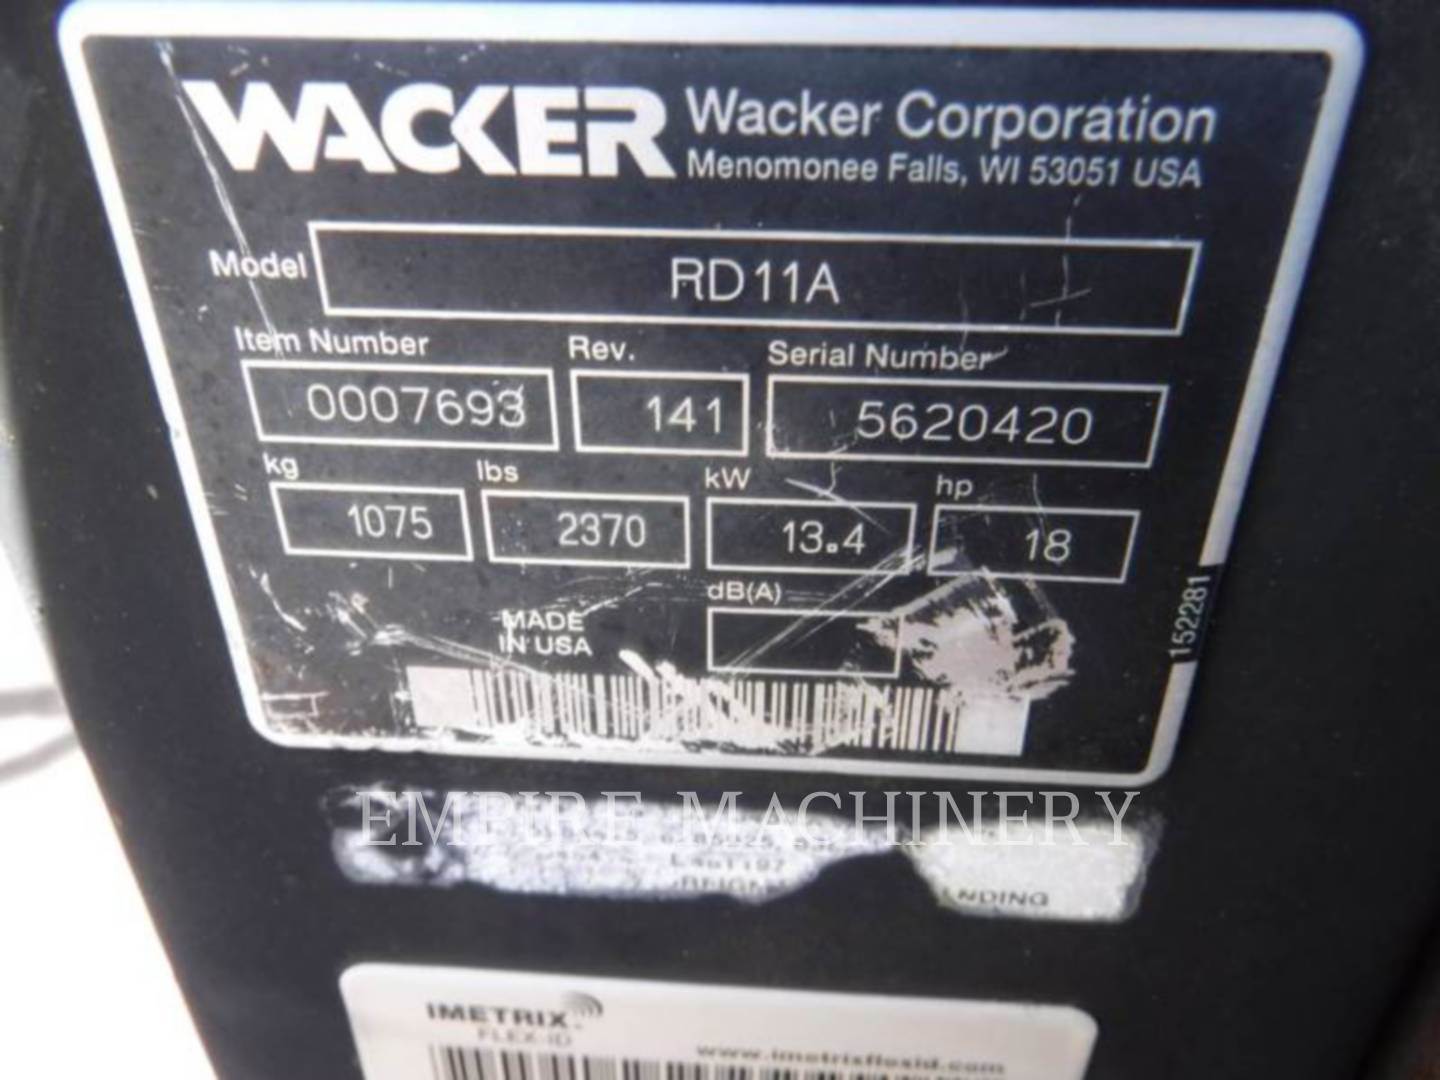 WACKER Wacker Corporation
Menomonee Falls, WI 53051 USA
Model RD11A
Item Number Rev. Serial Number
0007693 141 5620420
kg lbs kW hp
1075 2370 13.4 18
dB(A)
MADE
IN USA
152281
EMPIRE MACHINERY
ENDING
IMETRIX
FLEX-ID
www.imetrixflexid.com